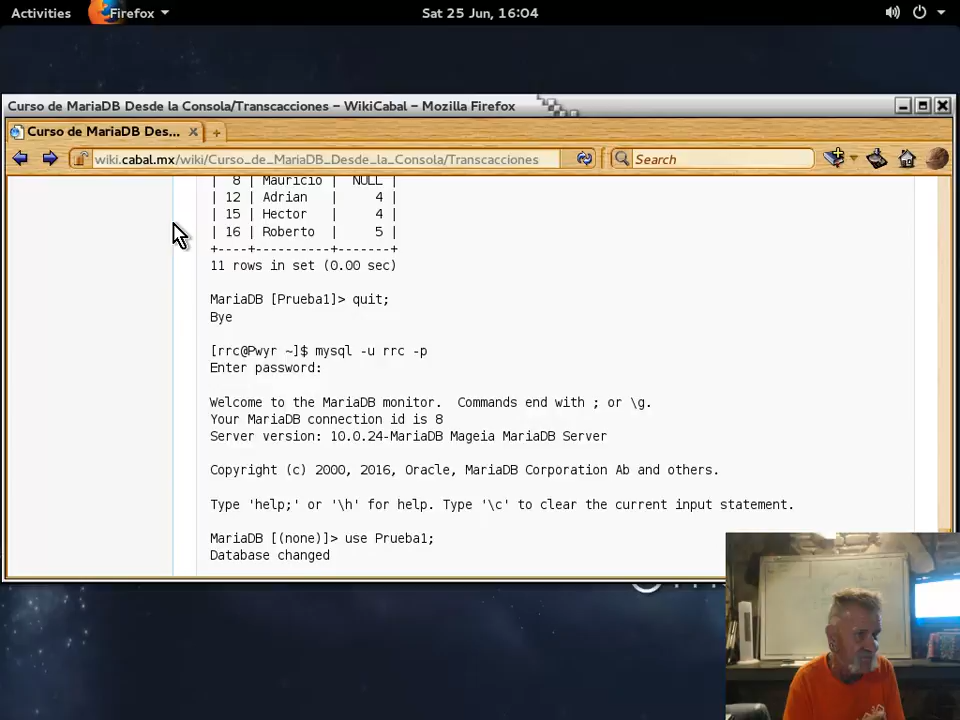 Activities Firefox Sat 25 Jun, 16:04
Curso de MariaDB Desde la Consola/Transcacciones – WikiCabal – Mozilla Firefox
Curso de MariaDB Des...
wiki.cabal.mx/wiki/Curso_de_MariaDB_Desde_la_Consola/Transcacciones Search
| 8 | Mauricio | NULL |
| 12 | Adrian | 4 |
| 15 | Hector | 4 |
| 16 | Roberto | 5 |
+----+----------+-------+
11 rows in set (0.00 sec)
MariaDB [Prueba1]> quit;
Bye
[rrc@Pwyr ~]$ mysql -u rrc -p
Enter password:
Welcome to the MariaDB monitor.  Commands end with ; or \g.
Your MariaDB connection id is 8
Server version: 10.0.24-MariaDB Mageia MariaDB Server
Copyright (c) 2000, 2016, Oracle, MariaDB Corporation Ab and others.
Type 'help;' or '\h' for help. Type '\c' to clear the current input statement.
MariaDB [(none)]> use Prueba1;
Database changed